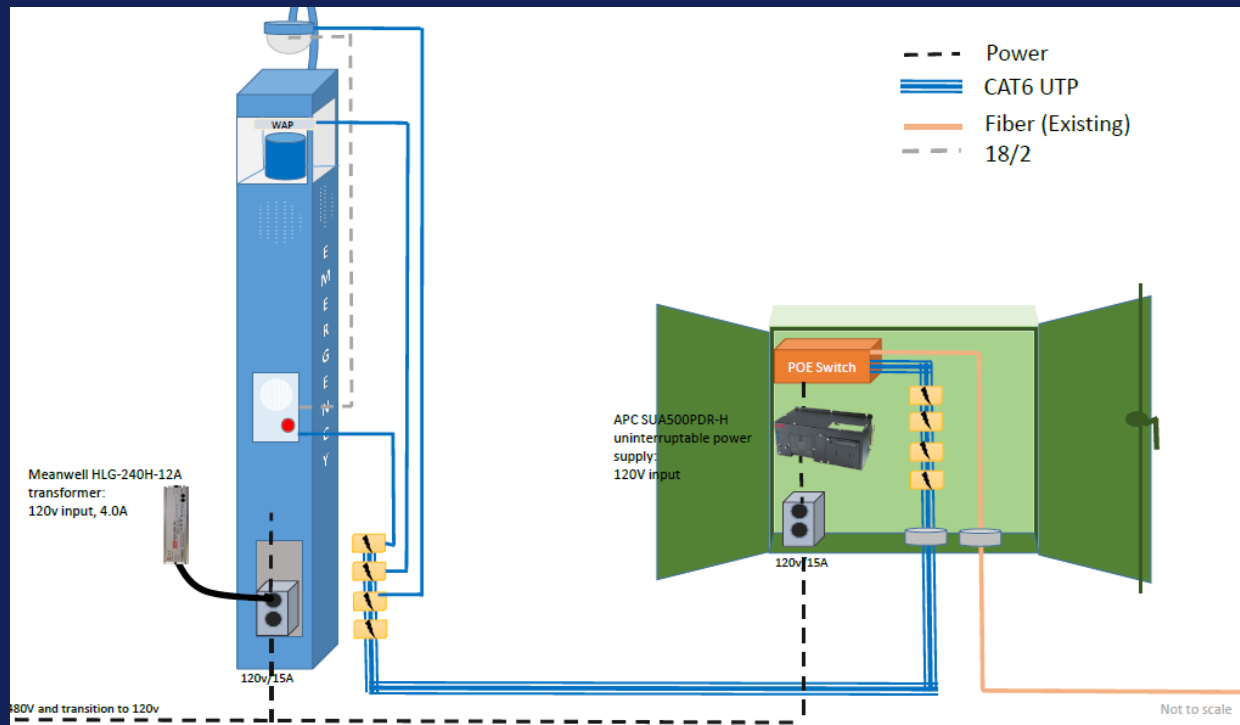 Power
CAT6 UTP
Fiber (Existing)
18/2
WAP
EMERGENCY
POE Switch
APC SUA500PDR-H
uninterruptable power
supply:
120V input
Meanwell HLG-240H-12A
transformer:
120v input, 4.0A
120v/15A
120v/15A
480V and transition to 120v
Not to scale